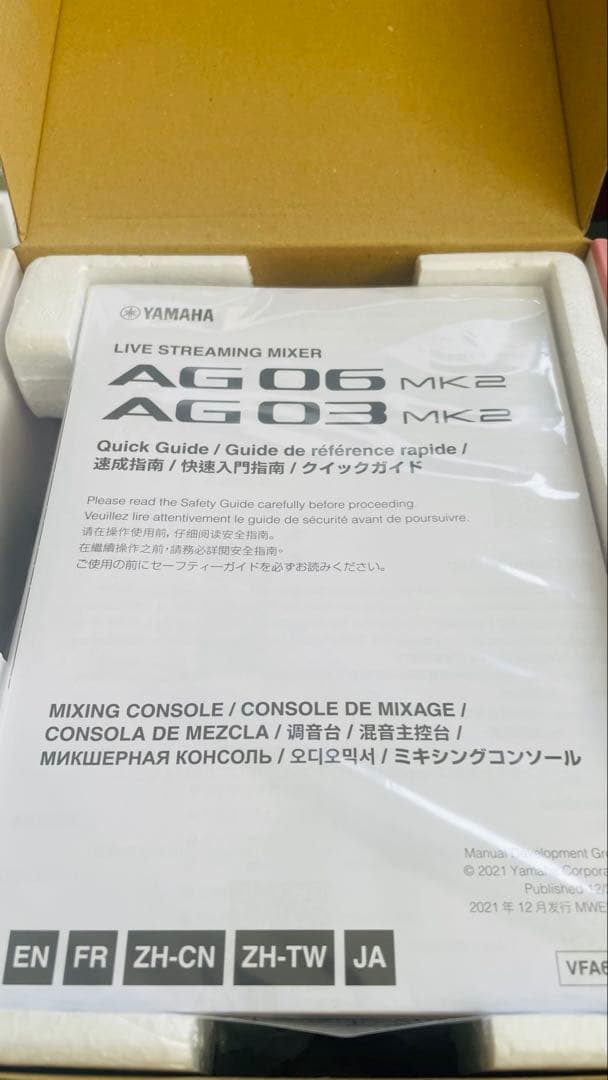 YAMAHA
LIVE STREAMING MIXER
AG06 MK2
AG03 MK2
Quick Guide / Guide de référence rapide /
速成指南 / 快速入門指南 / クイックガイド
Please read the Safety Guide carefully before proceeding.
Veuillez lire attentivement le guide de sécurité avant de poursuivre.
请在操作使用前，仔细阅读安全指南。
在繼續操作之前，請務必詳閱安全指南。
ご使用の前にセーフティーガイドを必ずお読みください。
MIXING CONSOLE / CONSOLE DE MIXAGE /
CONSOLA DE MEZCLA / 调音台 / 混音主控台 /
МИКШЕРНАЯ КОНСОЛЬ / 오디오믹서 / ミキシングコンソール
Manual Development
© 2021 Yamaha
Published
2021 年 12 月发行
EN FR ZH-CN ZH-TW JA